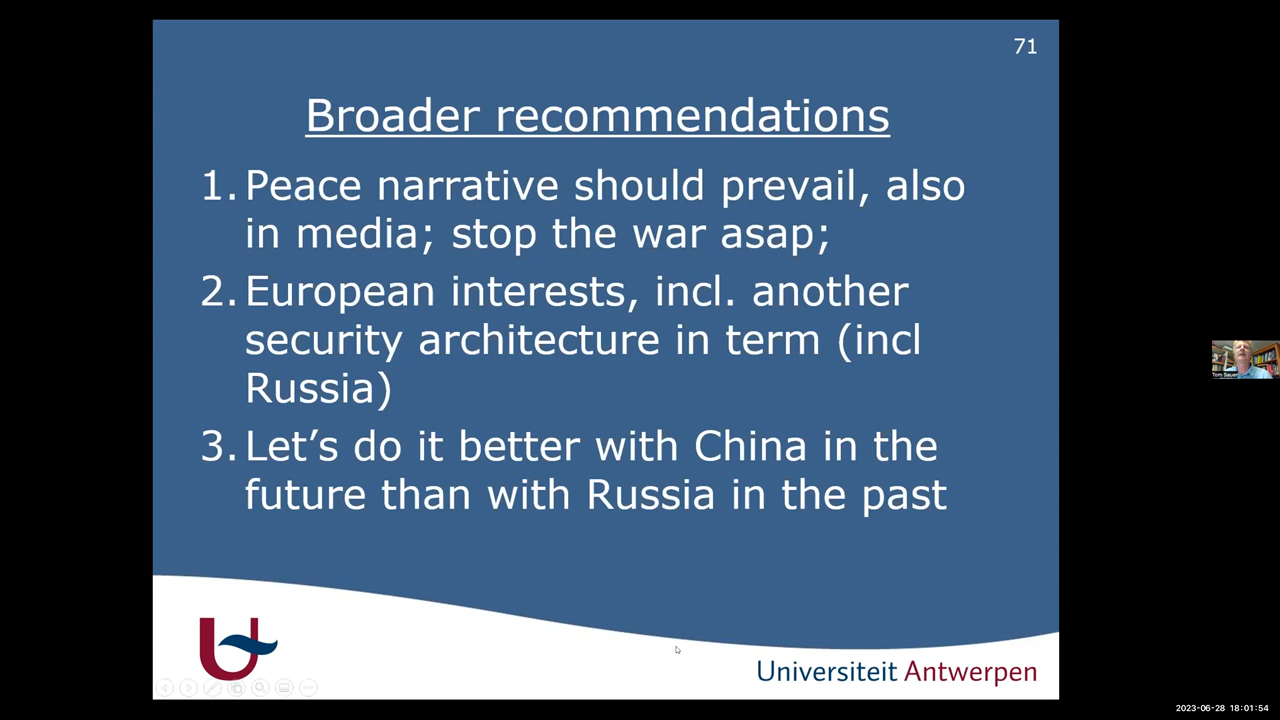 71
Broader recommendations
1. Peace narrative should prevail, also
in media; stop the war asap;
2. European interests, incl. another
security architecture in term (incl
Russia)
3. Let’s do it better with China in the
future than with Russia in the past
Tom Sauer
U
Universiteit Antwerpen
2023-06-28 18:01:54